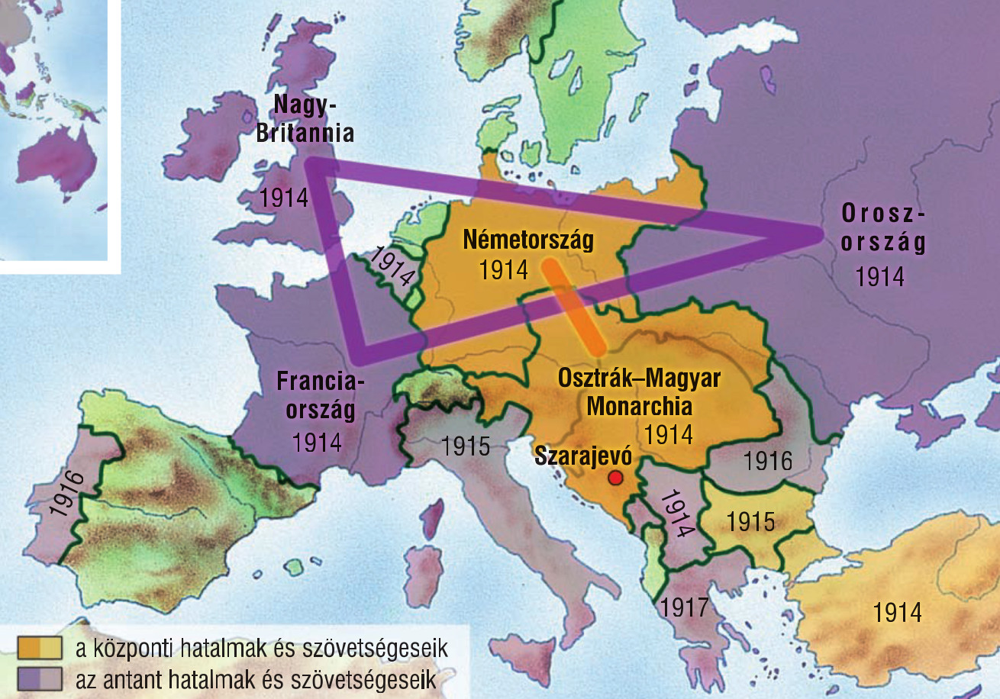 Nagy-
Britannia
1914
Orosz-
ország
1914
Németország
1914
1914
Francia-
ország
1914
Osztrák–Magyar
Monarchia
1914
Szarajevó
1915
1916
1916
1914
1915
1917
1914
a központi hatalmak és szövetségeseik
az antant hatalmak és szövetségeseik